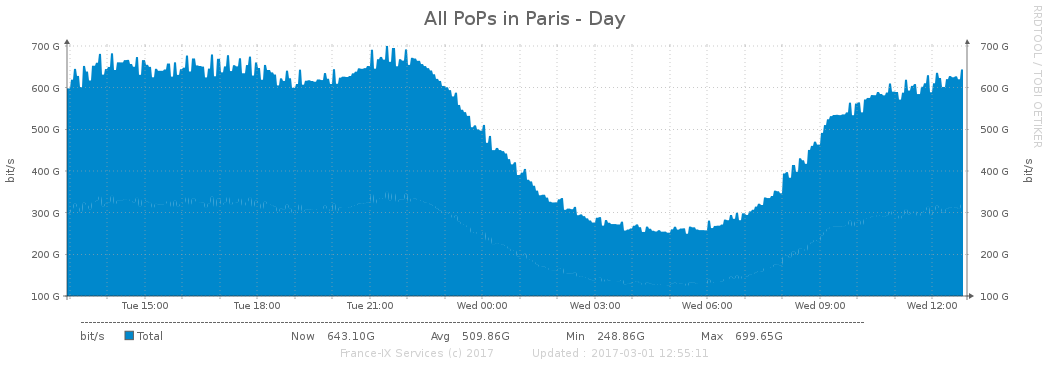 All PoPs in Paris - Day
RRDTOOL / TOBI OETIKER
bit/s
700 G
600 G
500 G
400 G
300 G
200 G
100 G
700 G
600 G
500 G
400 G
300 G
200 G
100 G
bit/s
Tue 15:00 Tue 18:00 Tue 21:00 Wed 00:00 Wed 03:00 Wed 06:00 Wed 09:00 Wed 12:00
bit/s Total Now 643.10G Avg 509.86G Min 248.86G Max 699.65G
France-IX Services (c) 2017 Updated : 2017-03-01 12:55:11